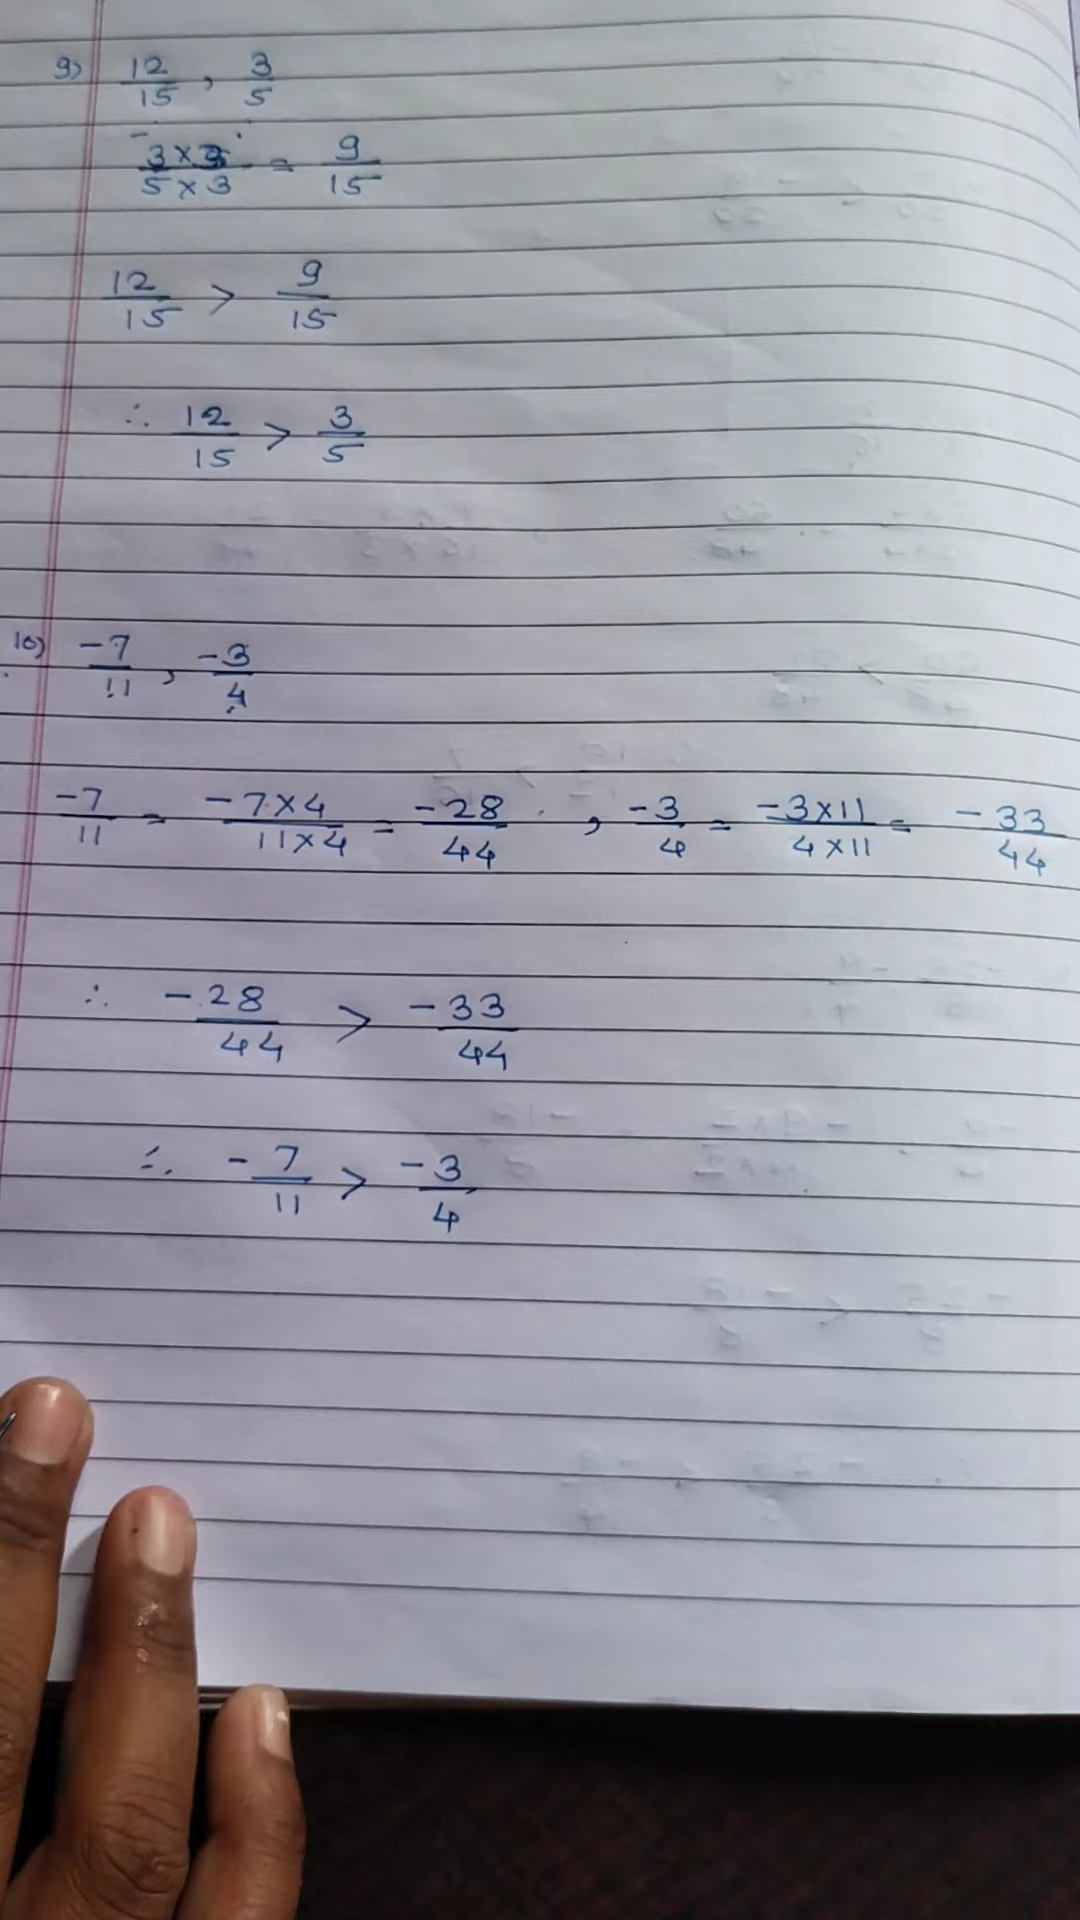 9) 12/15 , 3/5
3×3/5×3 = 9/15
12/15 > 9/15
∴ 12/15 > 3/5
10) -7/11 , -3/4
-7/11 = -7×4/11×4 = -28/44 , -3/4 = -3×11/4×11 = -33/44
∴ -28/44 > -33/44
∴ -7/11 > -3/4